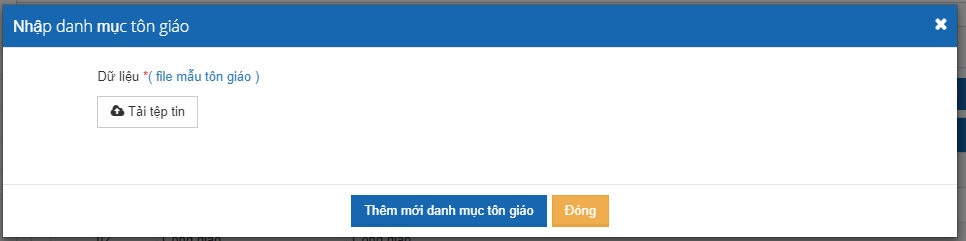 Nhập danh mục tôn giáo
Dữ liệu *( file mẫu tôn giáo )
Tải tệp tin
Thêm mới danh mục tôn giáo
Đóng